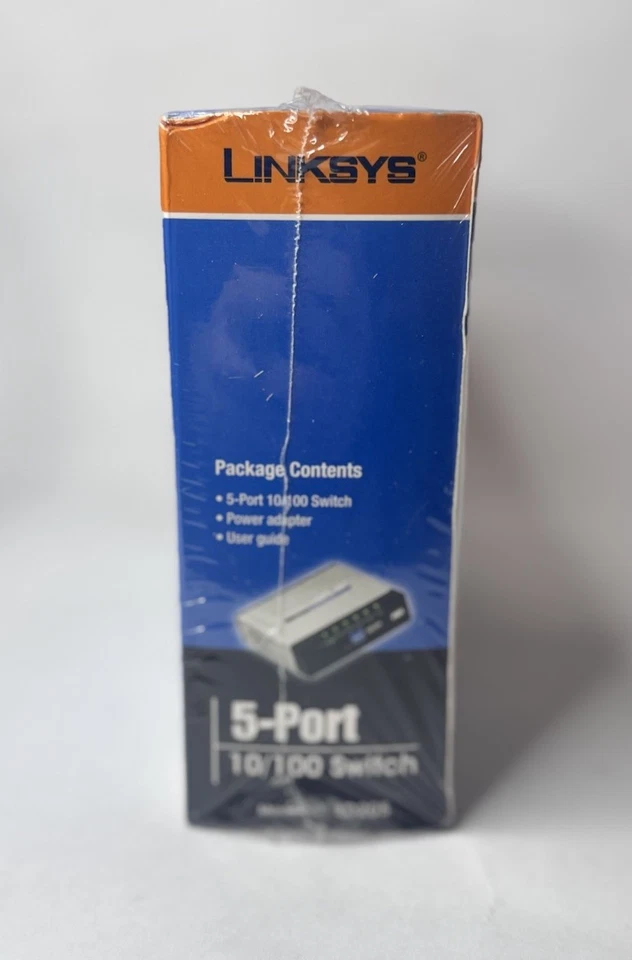 LINKSYS®
Package Contents
• 5-Port 10/100 Switch
• Power adapter
• User guide
5-Port
10/100 Switch